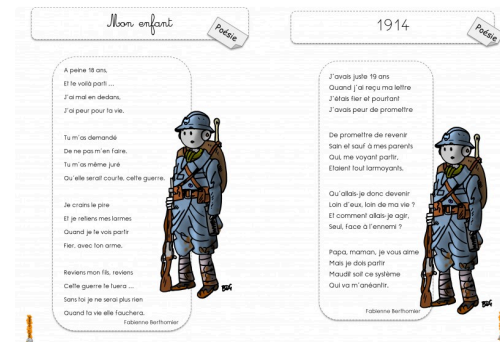 Mon enfant
Poésie
A peine 18 ans,
Et te voilà parti ...
J'ai mal en dedans,
J'ai peur pour ta vie.
Tu m'as demandé
De ne pas m'en faire.
Tu m'as même juré
Qu'elle serait courte, cette guerre.
Je crains le pire
Et je retiens mes larmes
Quand je te vois partir
Fier, avec ton arme.
Reviens mon fils, reviens
Cette guerre te tuera ...
Sans toi je ne serai plus rien
Quand ta vie elle fauchera.
Fabienne Berthomier
1914
Poésie
J'avais juste 19 ans
Quand j'ai reçu ma lettre
J'étais fier et pourtant
J'avais peur de promettre
De promettre de revenir
Sain et sauf à mes parents
Qui, me voyant partir,
Etaient tout larmoyants.
Qu'allais-je donc devenir
Loin d'eux, loin de ma vie ?
Et comment allais-je agir,
Seul, face à l'ennemi ?
Papa, maman, je vous aime
Mais je dois partir
Maudit soit ce système
Qui va m'anéantir.
Fabienne Berthomier